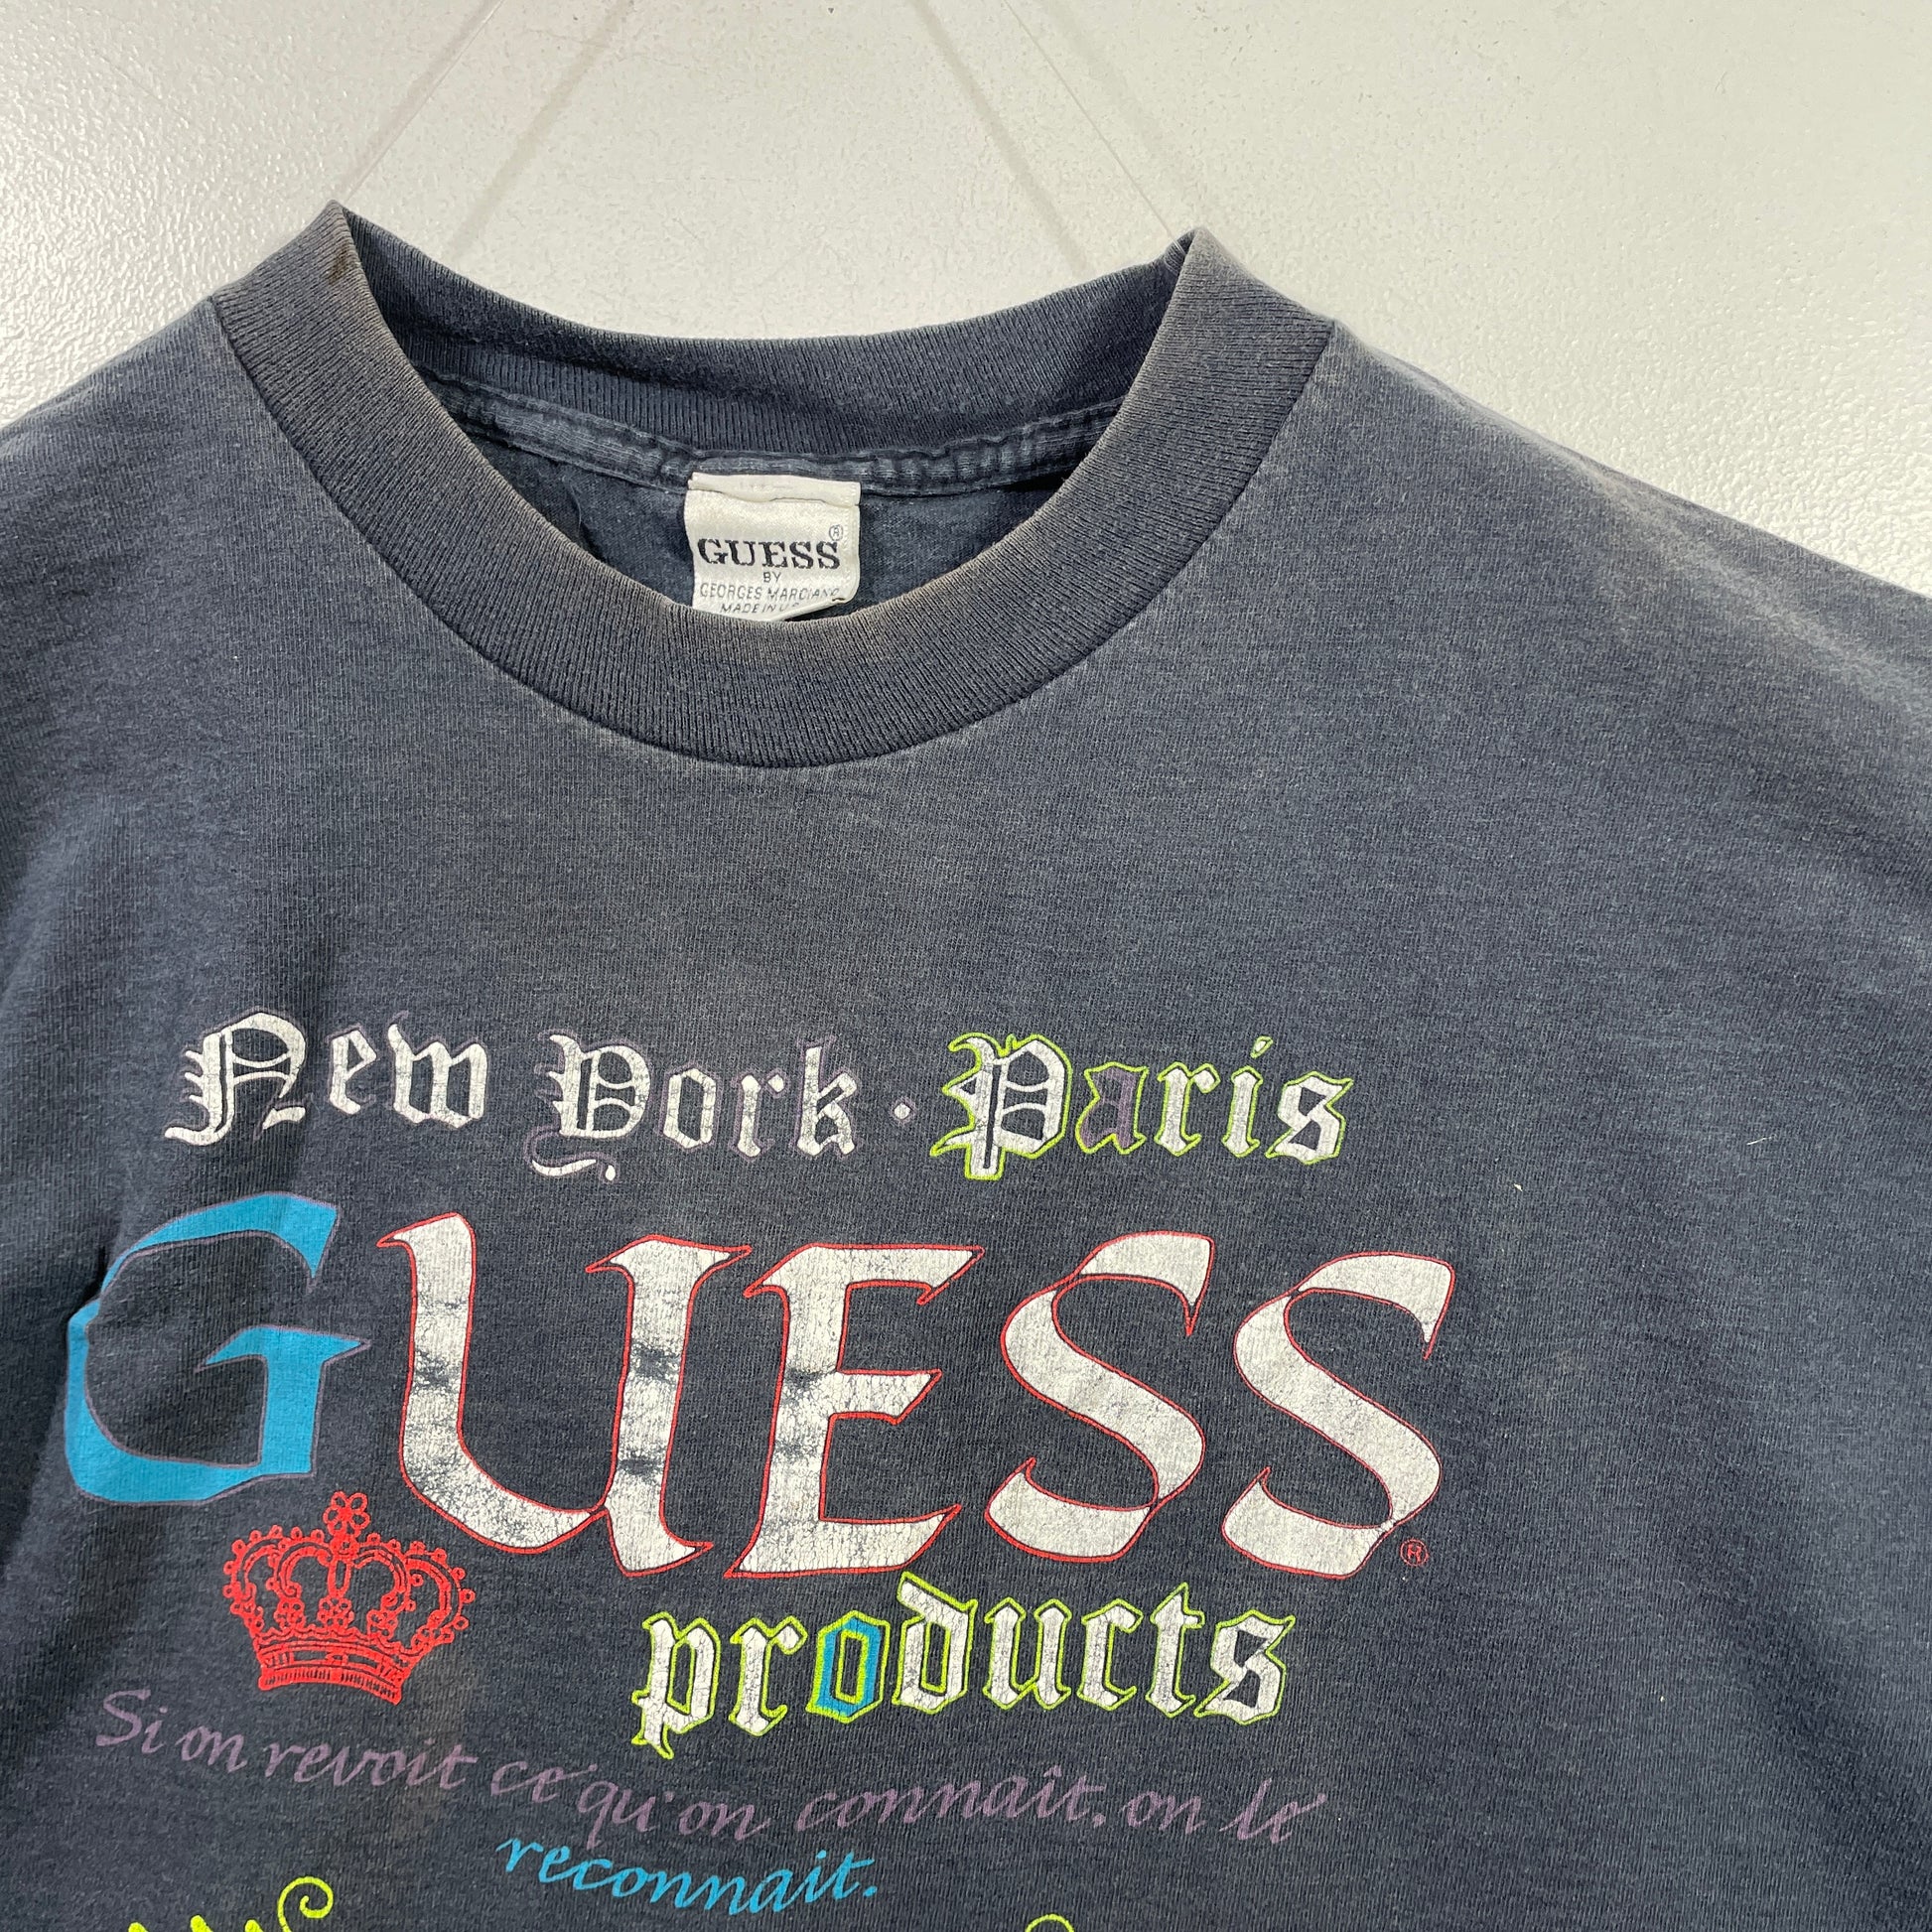 GUESS®
BY
GEORGES MARCIANO
MADE IN U.S.
New York · Paris
GUESS®
products
Si on revoit ce qu'on connaît, on le
reconnait.